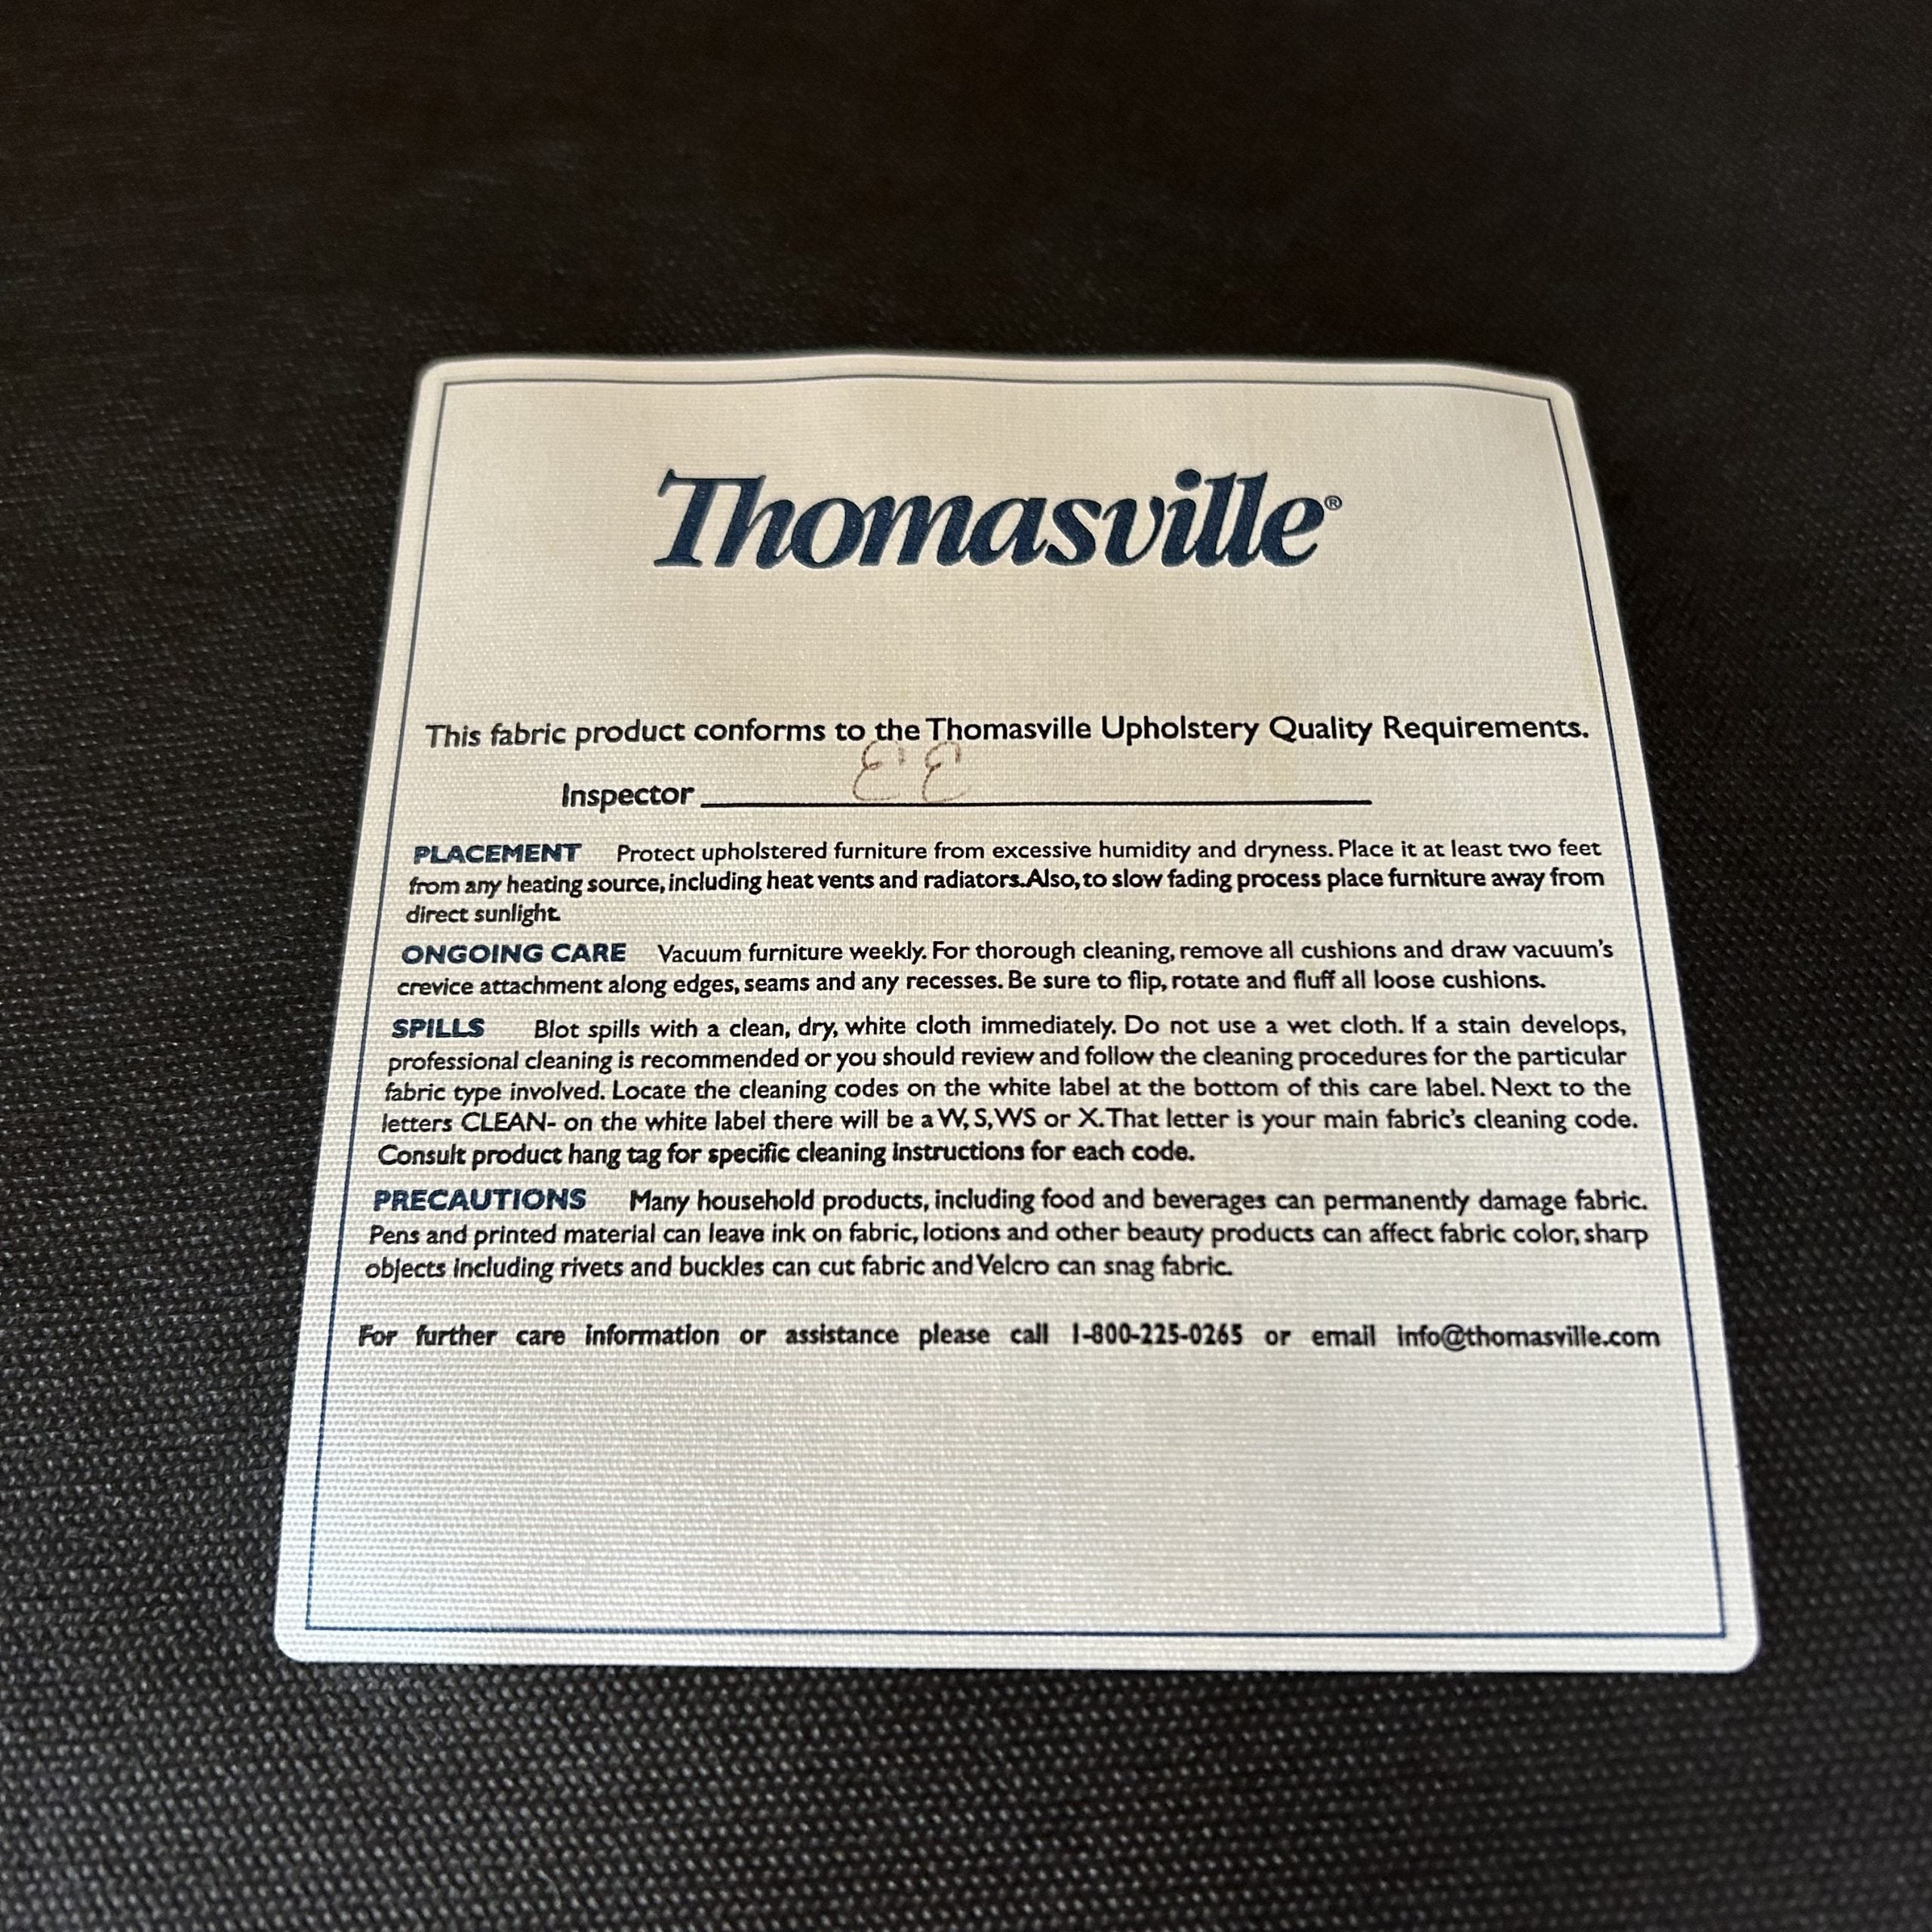 Thomasville®
This fabric product conforms to the Thomasville Upholstery Quality Requirements.
Inspector EE
PLACEMENT Protect upholstered furniture from excessive humidity and dryness. Place it at least two feet
from any heating source, including heat vents and radiators. Also, to slow fading process place furniture away from
direct sunlight.
ONGOING CARE Vacuum furniture weekly. For thorough cleaning, remove all cushions and draw vacuum's
crevice attachment along edges, seams and any recesses. Be sure to flip, rotate and fluff all loose cushions.
SPILLS Blot spills with a clean, dry, white cloth immediately. Do not use a wet cloth. If a stain develops,
professional cleaning is recommended or you should review and follow the cleaning procedures for the particular
fabric type involved. Locate the cleaning codes on the white label at the bottom of this care label. Next to the
letters CLEAN- on the white label there will be a W, S, WS or X. That letter is your main fabric's cleaning code.
Consult product hang tag for specific cleaning instructions for each code.
PRECAUTIONS Many household products, including food and beverages can permanently damage fabric.
Pens and printed material can leave ink on fabric, lotions and other beauty products can affect fabric color, sharp
objects including rivets and buckles can cut fabric and Velcro can snag fabric.
For further care information or assistance please call 1-800-225-0265 or email info@thomasville.com